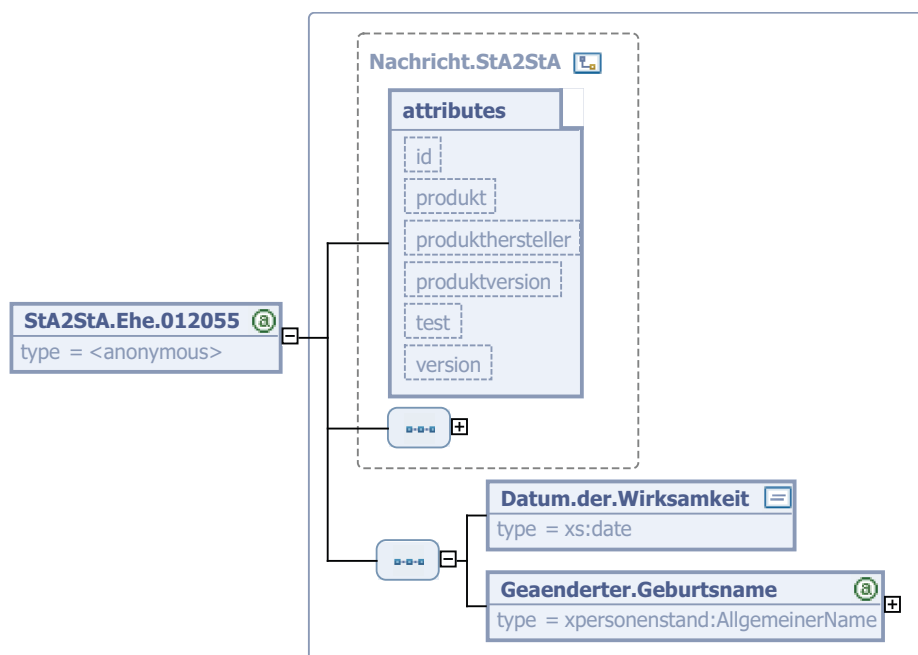 Nachricht.StA2StA
attributes
id
produkt
produkthersteller
produktversion
test
version
StA2StA.Ehe.012055
type = <anonymous>
Datum.der.Wirksamkeit
type = xs:date
Geaenderter.Geburtsname
type = xpersonenstand:AllgemeinerName